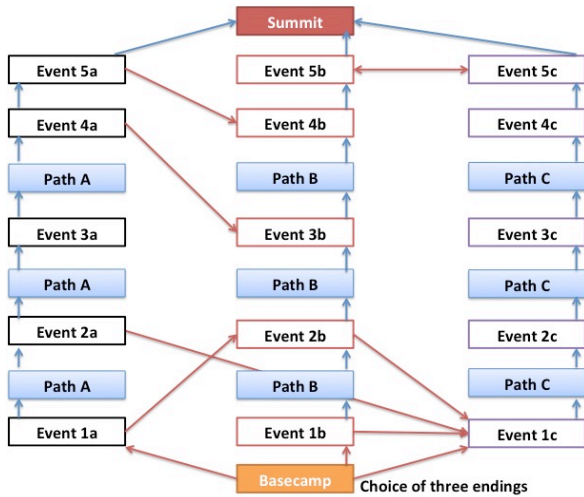 Summit
Event 5a Event 5b Event 5c
Event 4a Event 4b Event 4c
Path A Path B Path C
Event 3a Event 3b Event 3c
Path A Path B Path C
Event 2a Event 2b Event 2c
Path A Path B Path C
Event 1a Event 1b Event 1c
Basecamp Choice of three endings